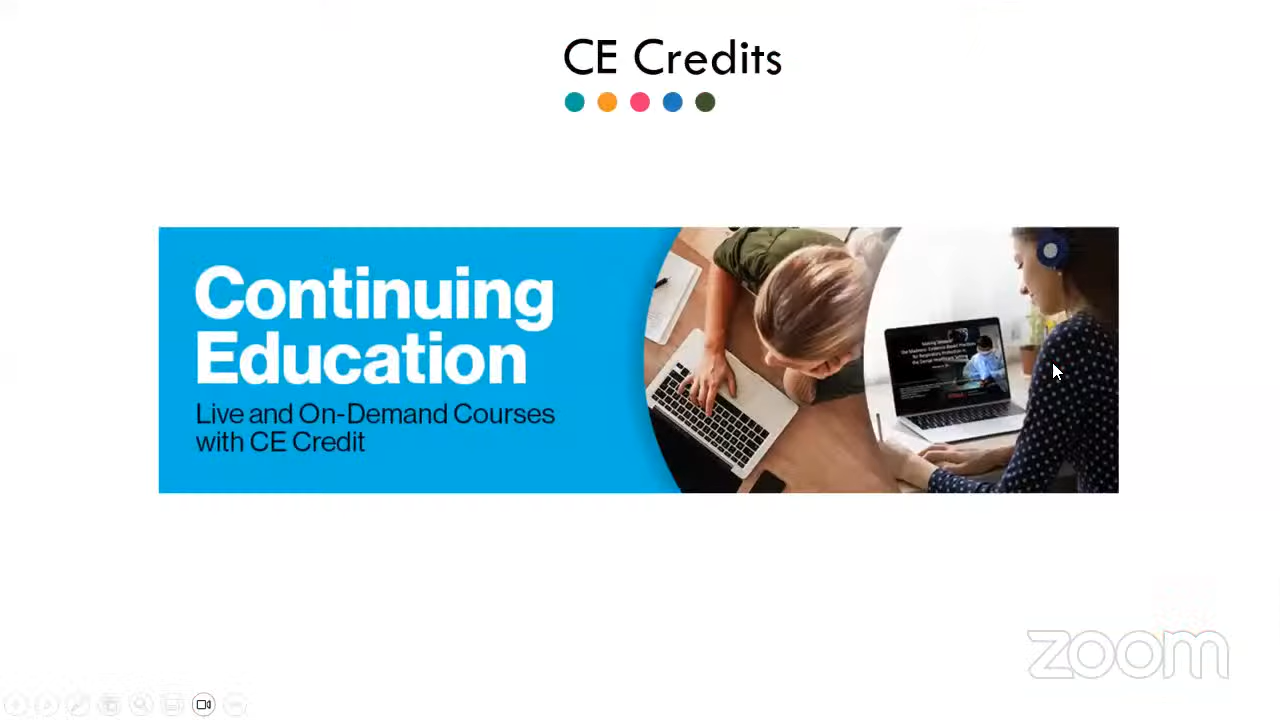 CE Credits
Continuing
Education
Live and On-Demand Courses
with CE Credit
zoom